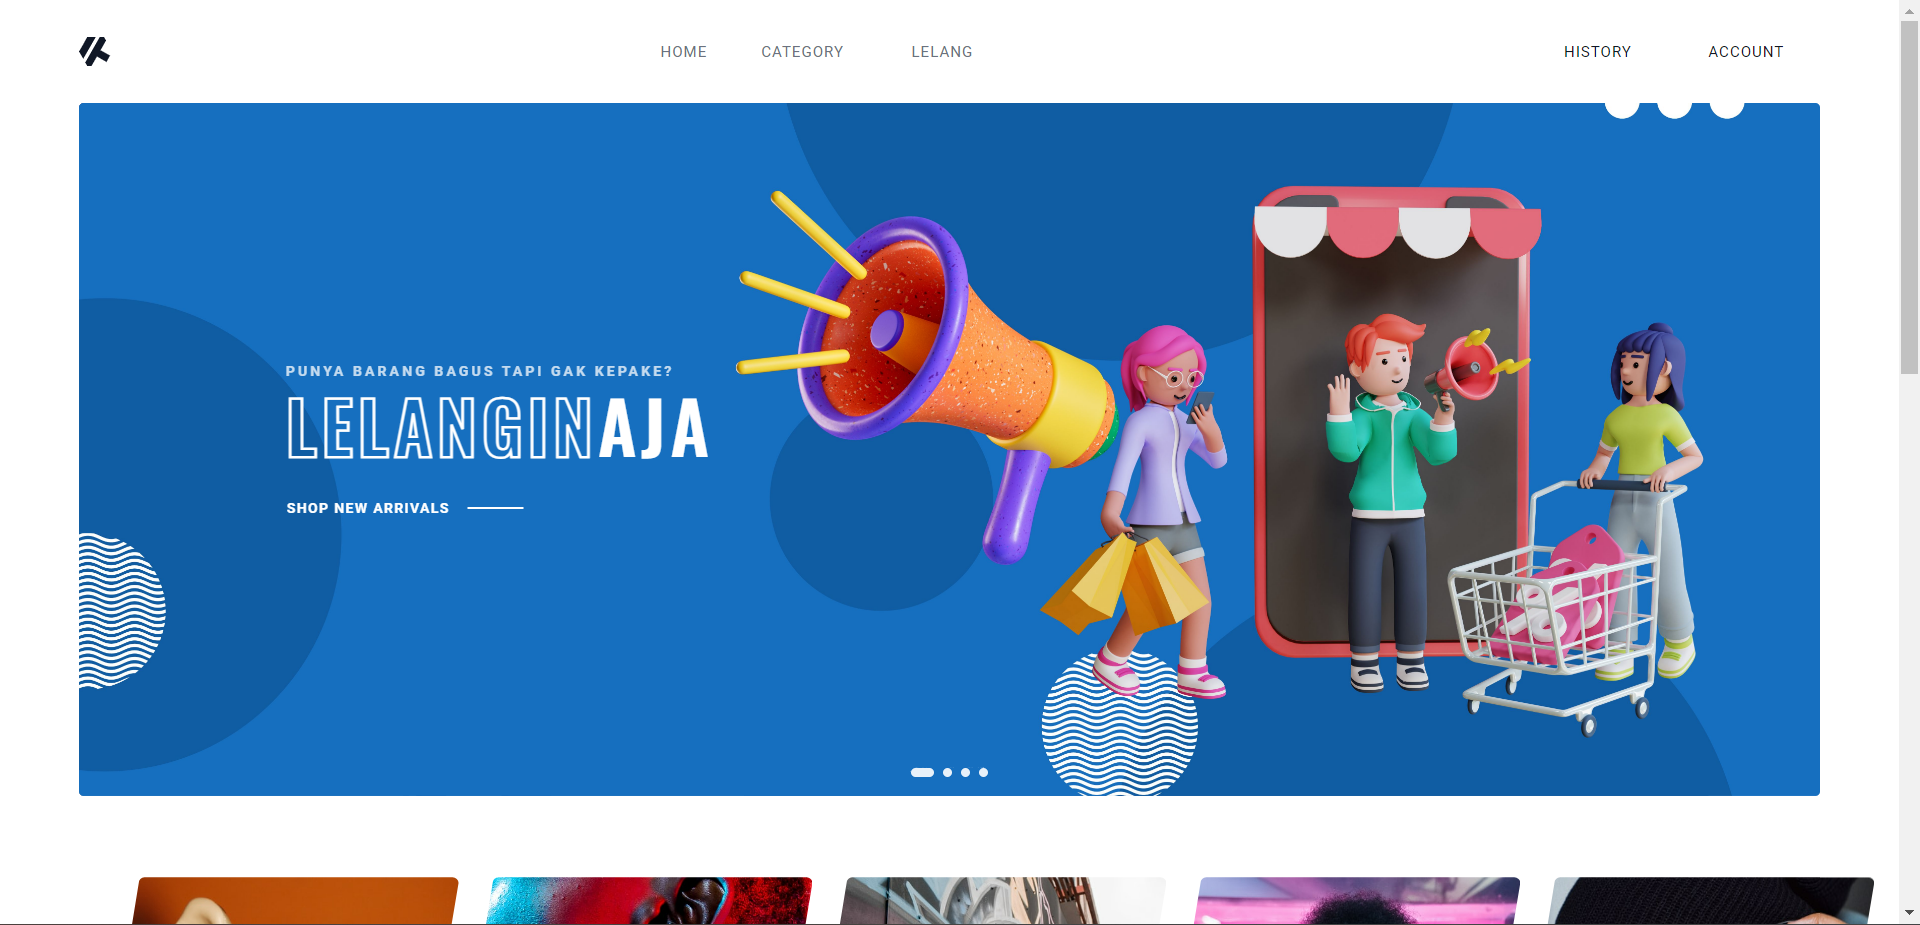 HOME CATEGORY LELANG HISTORY ACCOUNT
PUNYA BARANG BAGUS TAPI GAK KEPAKE?
LELANGINAJA
SHOP NEW ARRIVALS